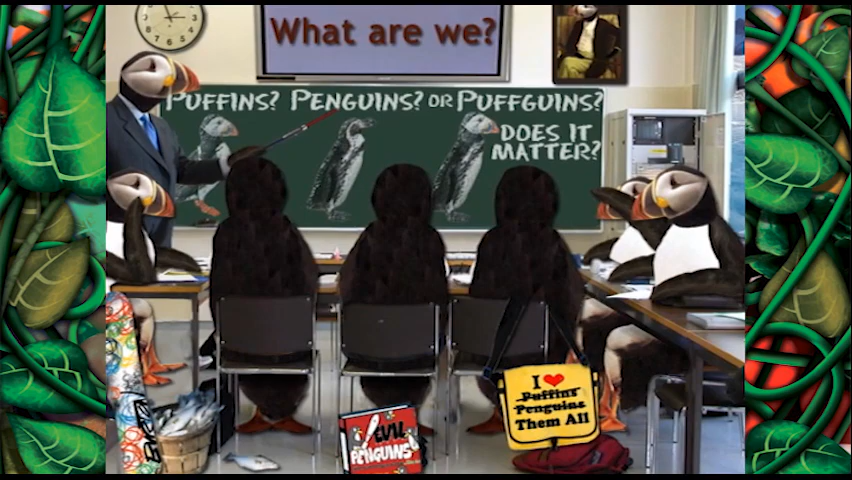 What are we?
PUFFINS? PENGUINS? OR PUFFGUINS?
DOES IT
MATTER?
I ❤
Puffins
Penguins
Them All
EVIL
PENGUINS